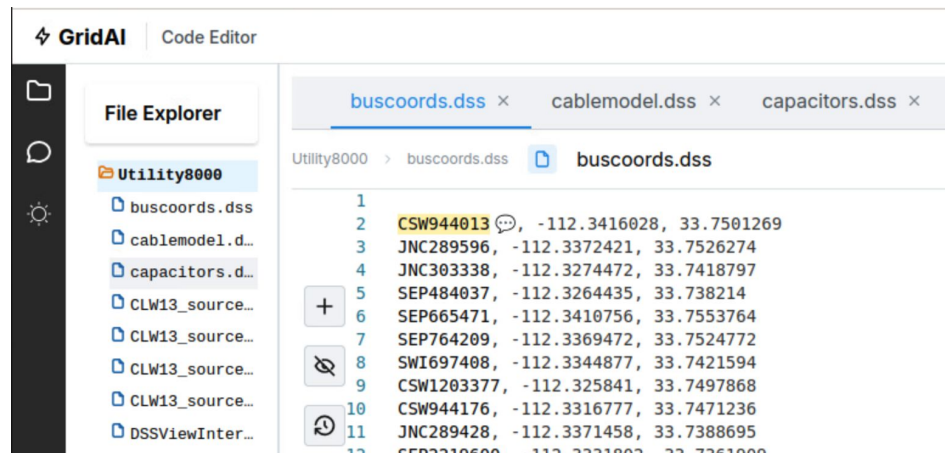 GridAI Code Editor
File Explorer
Utility8000
buscoords.dss
cablemodel.d…
capacitors.d…
CLW13_source…
CLW13_source…
CLW13_source…
CLW13_source…
DSSViewInter…
buscoords.dss × cablemodel.dss × capacitors.dss ×
Utility8000 > buscoords.dss buscoords.dss
1
2 CSW944013 , -112.3416028, 33.7501269
3 JNC289596, -112.3372421, 33.7526274
4 JNC303338, -112.3274472, 33.7418797
5 SEP484037, -112.3264435, 33.738214
6 SEP665471, -112.3410756, 33.7553764
7 SEP764209, -112.3369472, 33.7524772
8 SWI697408, -112.3344877, 33.7421594
9 CSW1203377, -112.325841, 33.7497868
10 CSW944176, -112.3316777, 33.7471236
11 JNC289428, -112.3371458, 33.7388695